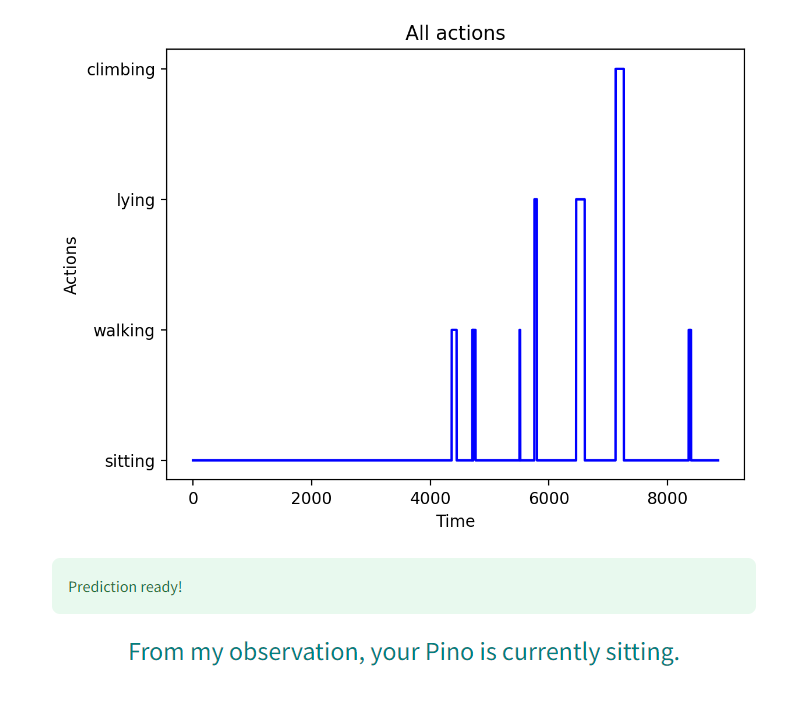 All actions
climbing
lying
walking
sitting
Actions
0 2000 4000 6000 8000
Time
Prediction ready!
From my observation, your Pino is currently sitting.